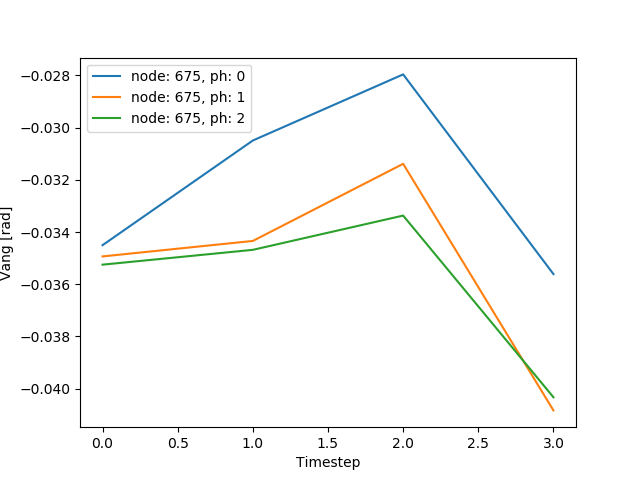 node: 675, ph: 0
node: 675, ph: 1
node: 675, ph: 2
−0.028
−0.030
−0.032
−0.034
−0.036
−0.038
−0.040
Vang [rad]
0.0 0.5 1.0 1.5 2.0 2.5 3.0
Timestep